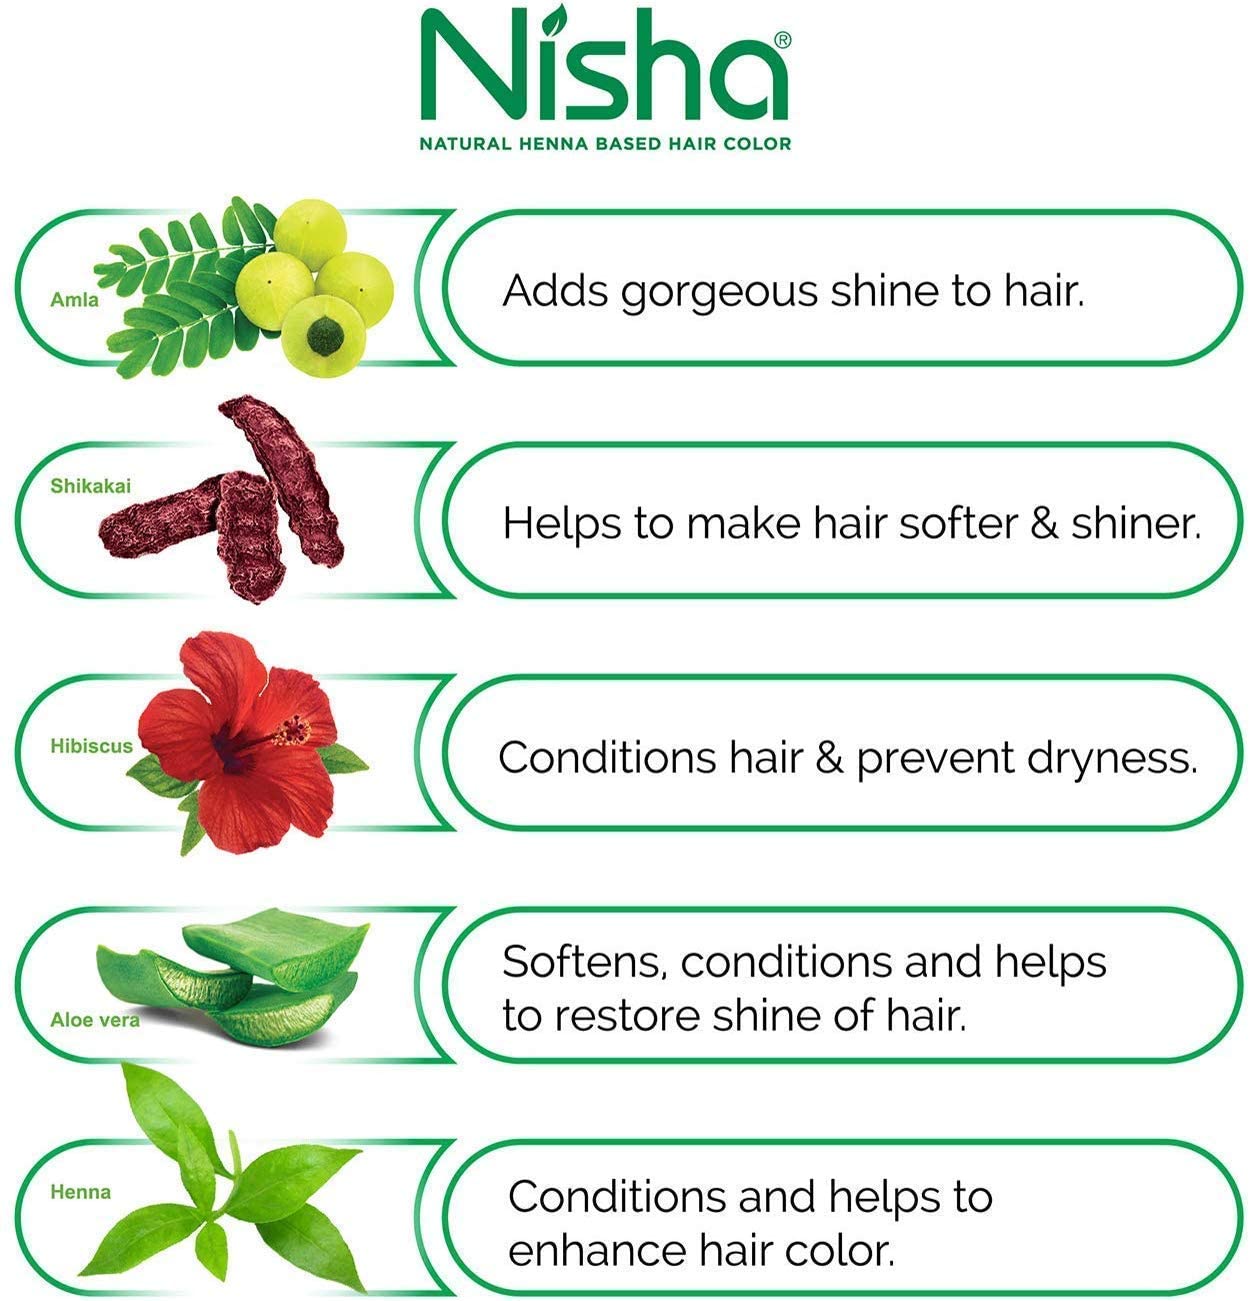 Nisha®
NATURAL HENNA BASED HAIR COLOR
Amla
Adds gorgeous shine to hair.
Shikakai
Helps to make hair softer & shiner.
Hibiscus
Conditions hair & prevent dryness.
Aloe vera
Softens, conditions and helps
to restore shine of hair.
Henna
Conditions and helps to
enhance hair color.